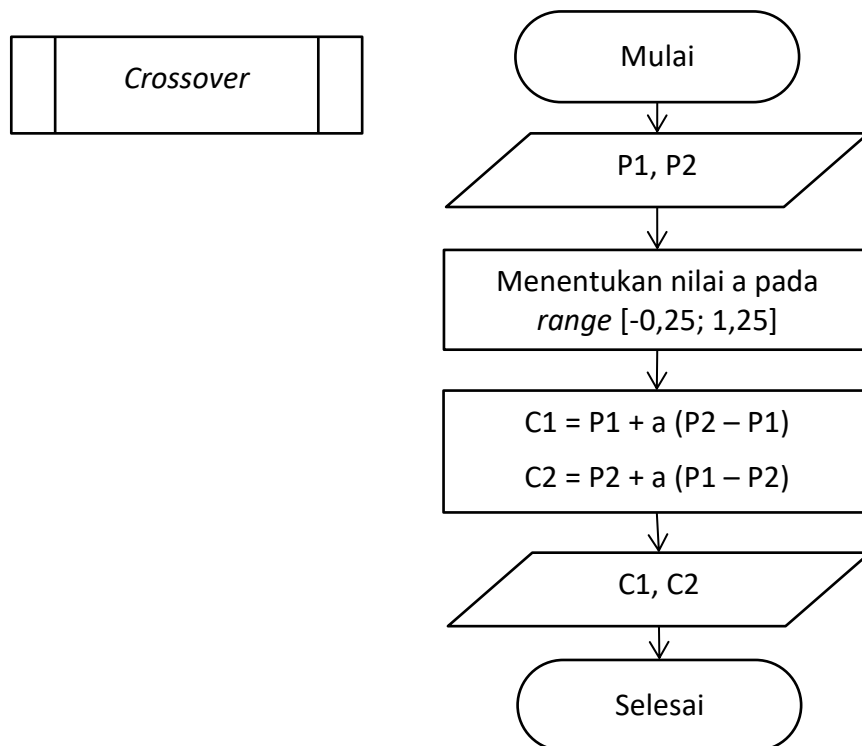 Crossover
Mulai
P1, P2
Menentukan nilai a pada
range [-0,25; 1,25]
C1 = P1 + a (P2 – P1)
C2 = P2 + a (P1 – P2)
C1, C2
Selesai